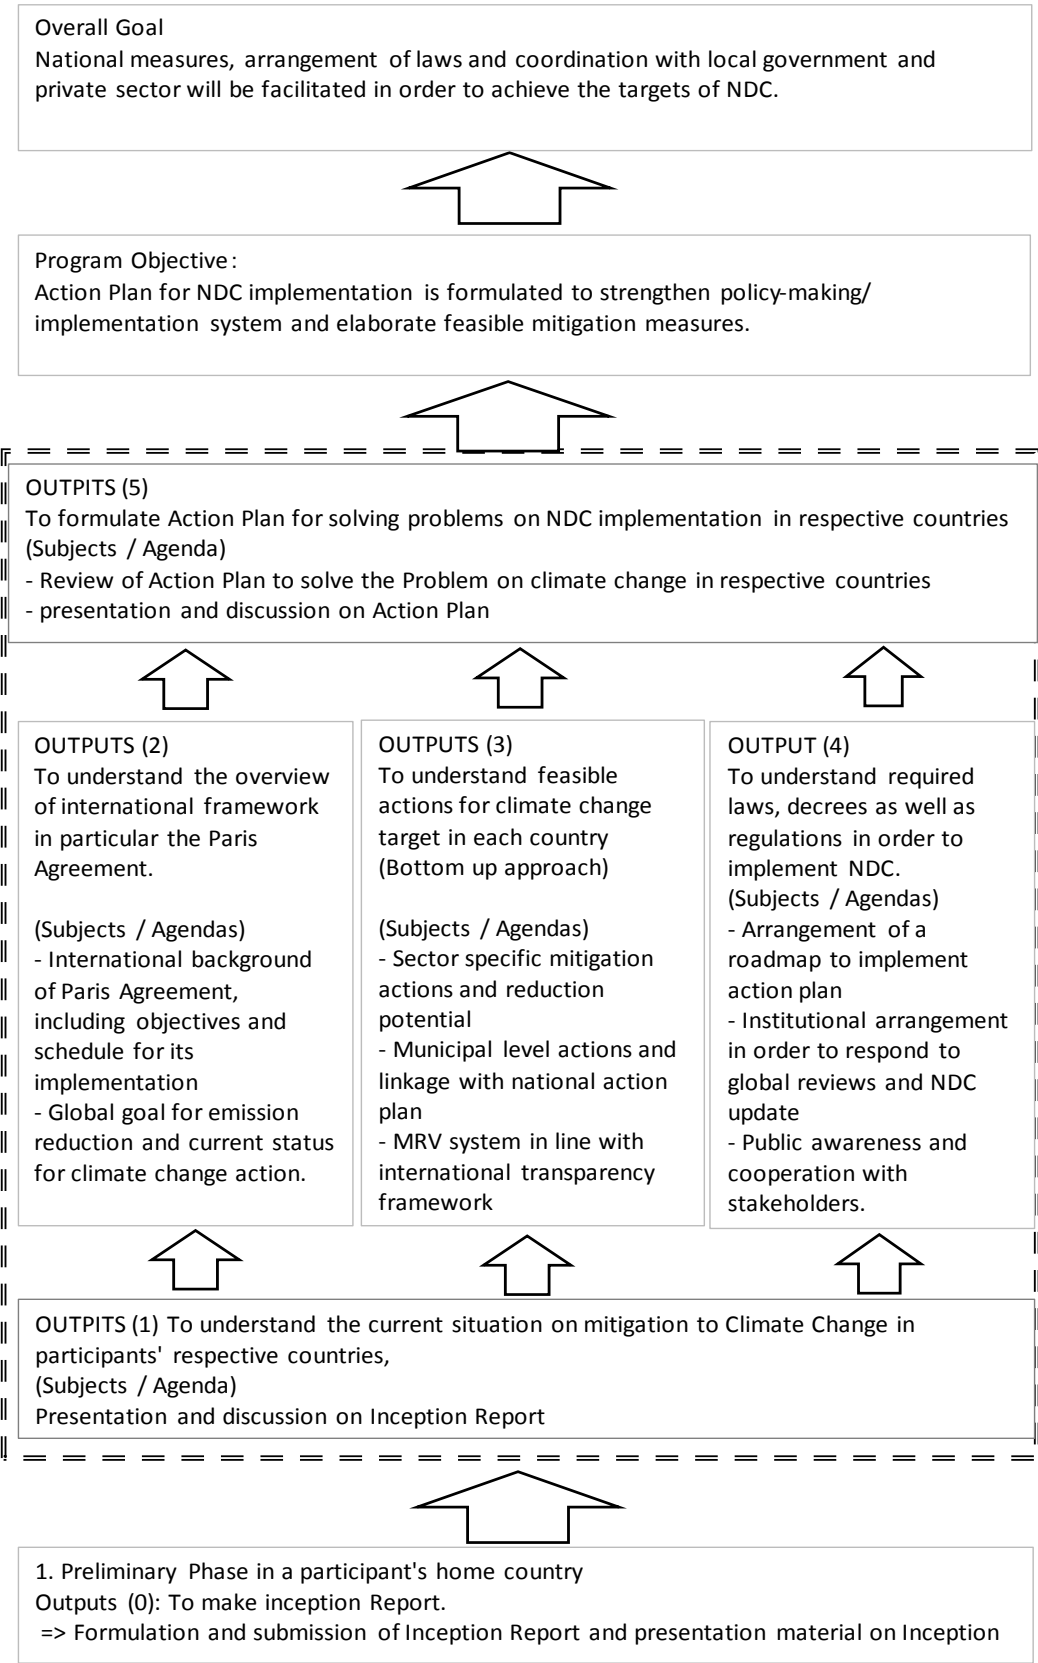 Overall Goal
National measures, arrangement of laws and coordination with local government and
private sector will be facilitated in order to achieve the targets of NDC.
Program Objective:
Action Plan for NDC implementation is formulated to strengthen policy-making/
implementation system and elaborate feasible mitigation measures.
OUTPITS (5)
To formulate Action Plan for solving problems on NDC implementation in respective countries
(Subjects / Agenda)
- Review of Action Plan to solve the Problem on climate change in respective countries
- presentation and discussion on Action Plan
OUTPUTS (2)
To understand the overview
of international framework
in particular the Paris
Agreement.
(Subjects / Agendas)
- International background
of Paris Agreement,
including objectives and
schedule for its
implementation
- Global goal for emission
reduction and current status
for climate change action.
OUTPUTS (3)
To understand feasible
actions for climate change
target in each country
(Bottom up approach)
(Subjects / Agendas)
- Sector specific mitigation
actions and reduction
potential
- Municipal level actions and
linkage with national action
plan
- MRV system in line with
international transparency
framework
OUTPUT (4)
To understand required
laws, decrees as well as
regulations in order to
implement NDC.
(Subjects / Agendas)
- Arrangement of a
roadmap to implement
action plan
- Institutional arrangement
in order to respond to
global reviews and NDC
update
- Public awareness and
cooperation with
stakeholders.
OUTPITS (1) To understand the current situation on mitigation to Climate Change in
participants' respective countries,
(Subjects / Agenda)
Presentation and discussion on Inception Report
1. Preliminary Phase in a participant's home country
Outputs (0): To make inception Report.
=> Formulation and submission of Inception Report and presentation material on Inception